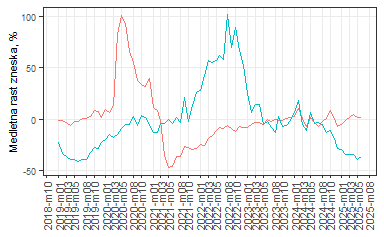 Medletna rast zneska, %
100
50
0
-50
2018-m10
2019-m01
2019-m03
2019-m05
2019-m08
2019-m10
2020-m01
2020-m03
2020-m05
2020-m08
2020-m10
2021-m01
2021-m03
2021-m05
2021-m08
2021-m10
2022-m01
2022-m03
2022-m05
2022-m08
2022-m10
2023-m01
2023-m03
2023-m05
2023-m08
2023-m10
2024-m01
2024-m03
2024-m05
2024-m08
2024-m10
2025-m01
2025-m03
2025-m05
2025-m08